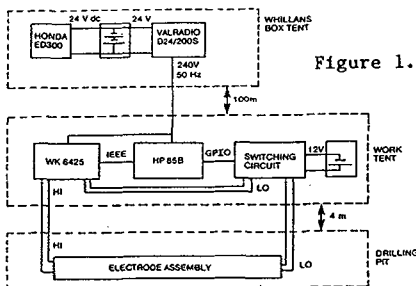 WHILLANS
BOX TENT
HONDA
ED300
24 V dc
24 V
VALRADIO
D24/200S
Figure 1.
240V
50 Hz
100m
WORK
TENT
WK 6425
IEEE
HP 85B
GPIO
SWITCHING
CIRCUIT
12V
HI
LO
4 m
DRILLING
PIT
HI
LO
ELECTRODE ASSEMBLY